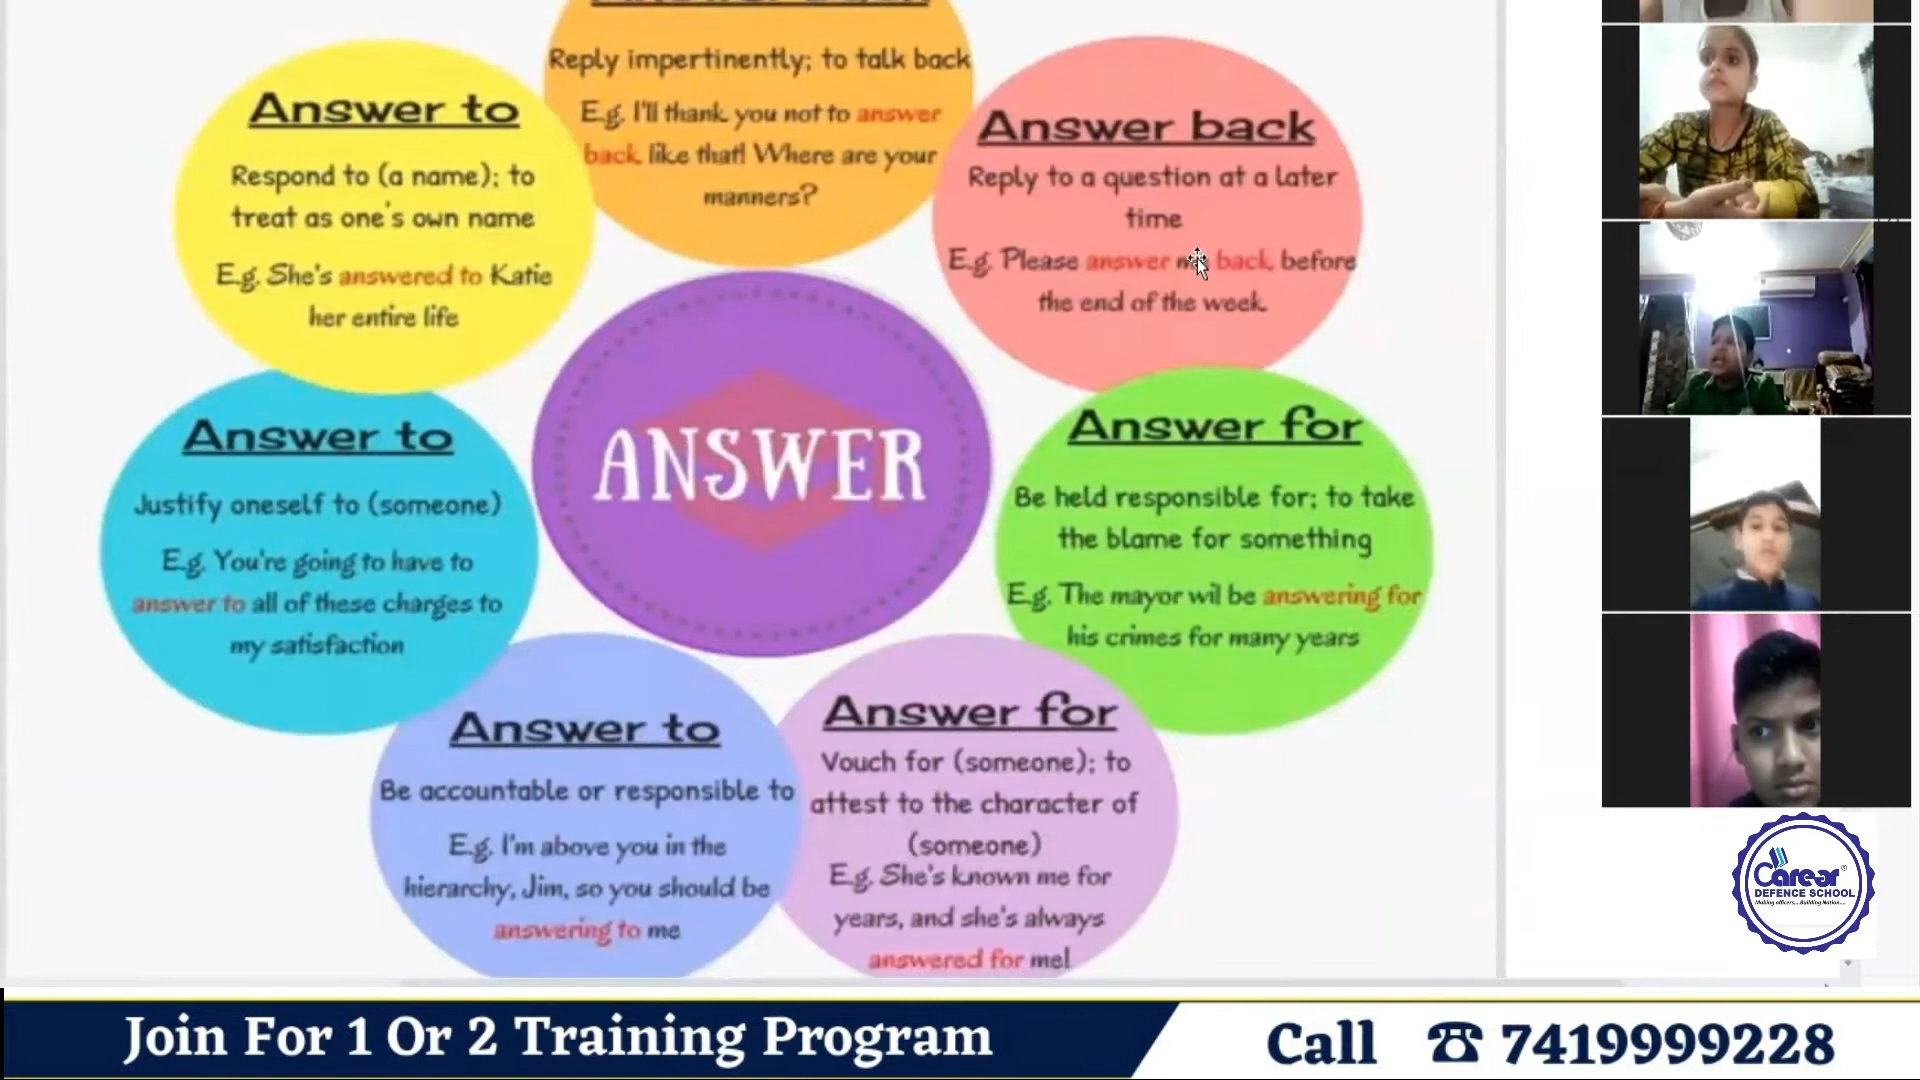 Reply impertinently; to talk back
E.g. I'll thank you not to answer
back like that! Where are your
manners?
Answer to
Respond to (a name); to
treat as one's own name
E.g. She's answered to Katie
her entire life
Answer back
Reply to a question at a later
time
E.g. Please answer me back before
the end of the week.
ANSWER
Answer to
Justify oneself to (someone)
E.g. You're going to have to
answer to all of these charges to
my satisfaction
Answer for
Be held responsible for; to take
the blame for something
E.g. The mayor wil be answering for
his crimes for many years
Answer to
Be accountable or responsible to
E.g. I'm above you in the
hierarchy, Jim, so you should be
answering to me
Answer for
Vouch for (someone); to
attest to the character of
(someone)
E.g. She's known me for
years, and she's always
answered for me!
Career
DEFENCE SCHOOL
Making officers... Building Nation...
Join For 1 Or 2 Training Program
Call ☎ 7419999228